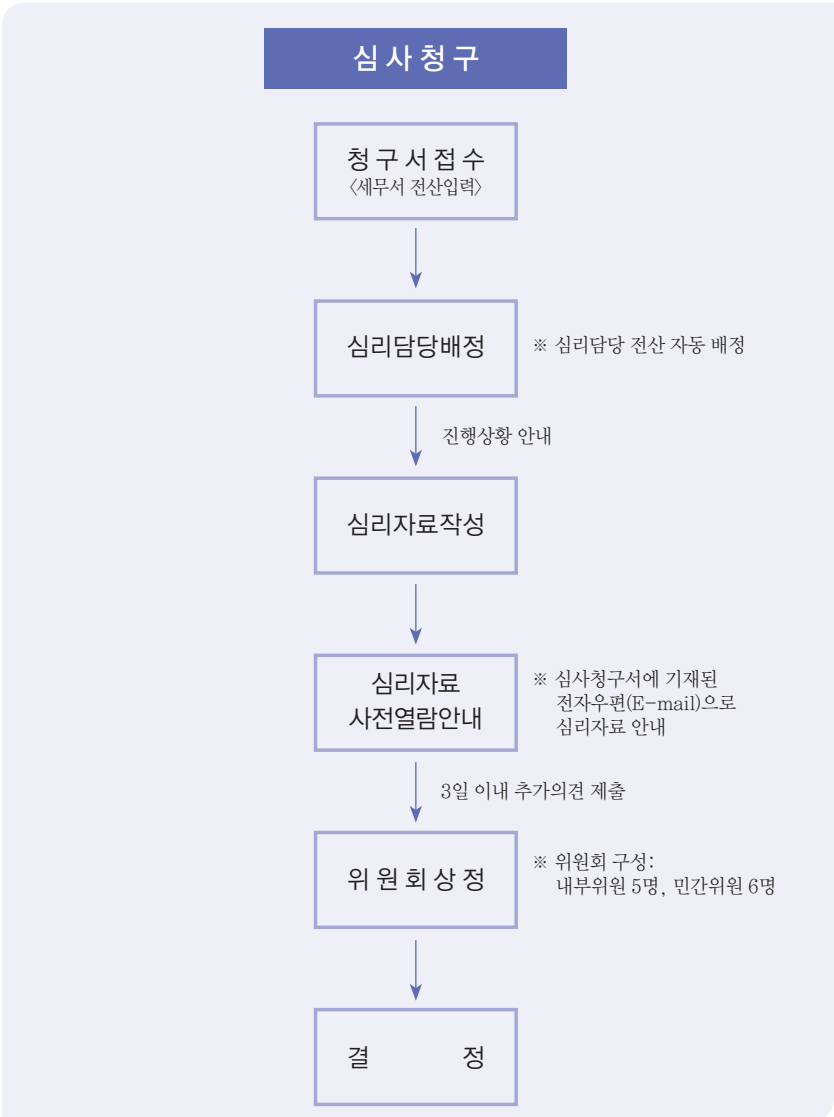 심사청구
청구서접수
〈세무서 전산입력〉
심리담당배정
※ 심리담당 전산 자동 배정
진행상황 안내
심리자료작성
심리자료
사전열람안내
※ 심사청구서에 기재된
전자우편(E-mail)으로
심리자료 안내
3일 이내 추가의견 제출
위원회상정
※ 위원회 구성:
내부위원 5명, 민간위원 6명
결 정